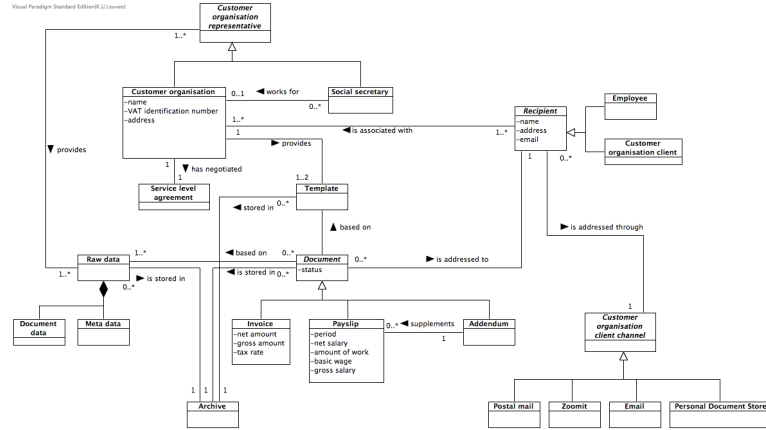 Visual Paradigm Standard Edition(K.U.Leuven)
Customer
organisation
representative
1..*
Customer organisation
-name
-VAT identification number
-address
0..1
works for
0..*
Social secretary
Employee
Recipient
-name
-address
-email
Customer
organisation client
1..*
is associated with
1..*
1
provides
provides
1
has negotiated
1
0..*
1
1..2
Service level
agreement
Template
stored in
0..*
based on
is addressed through
1..*
based on
0..*
Raw data
Document
-status
0..*
is addressed to
1..*
0..*
is stored in
is stored in
0..*
1
Customer
organisation
client channel
Document
data
Meta data
Invoice
-net amount
-gross amount
-tax rate
Payslip
-period
-net salary
-amount of work
-basic wage
-gross salary
0..*
supplements
1
Addendum
1
1
1
Archive
Postal mail
Zoomit
Email
Personal Document Store